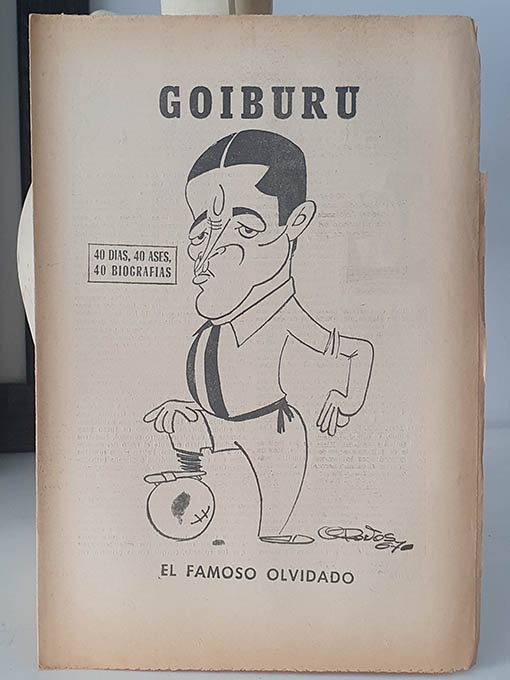 GOIBURU
40 DIAS, 40 ASES,
40 BIOGRAFIAS
EL FAMOSO OLVIDADO